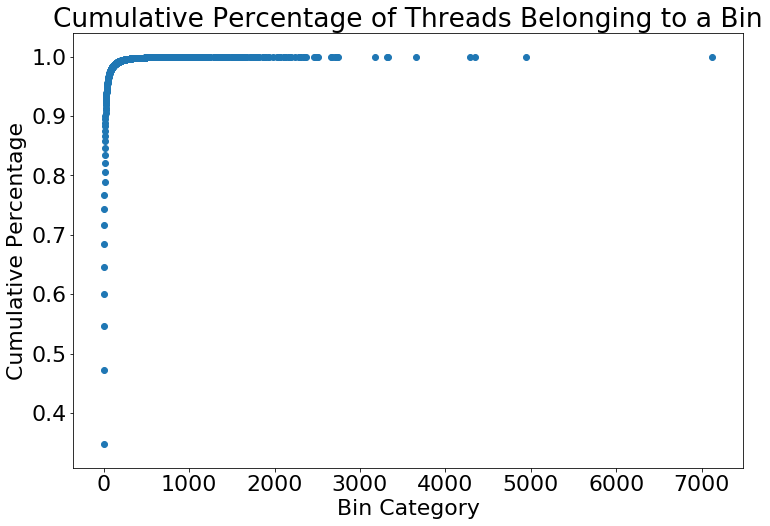 Cumulative Percentage of Threads Belonging to a Bin
1.0
0.9
0.8
0.7
0.6
0.5
0.4
Cumulative Percentage
0 1000 2000 3000 4000 5000 6000 7000
Bin Category